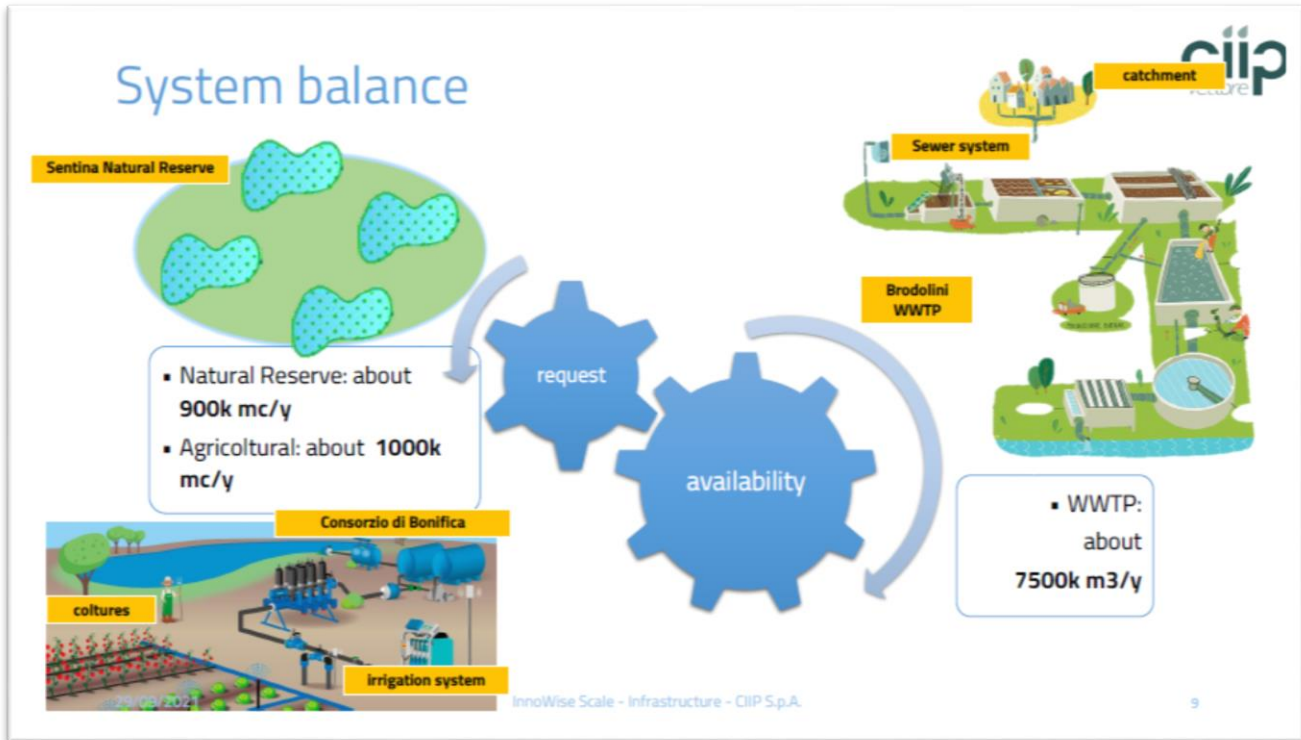 System balance
ciip
catchment
Sentina Natural Reserve
Sewer system
Brodolini
WWTP
▪ Natural Reserve: about
900k mc/y
▪ Agricoltural: about 1000k
mc/y
request
availability
▪ WWTP:
about
7500k m3/y
Consorzio di Bonifica
coltures
irrigation system
InnoWise Scale - Infrastructure - CIIP S.p.A.
9